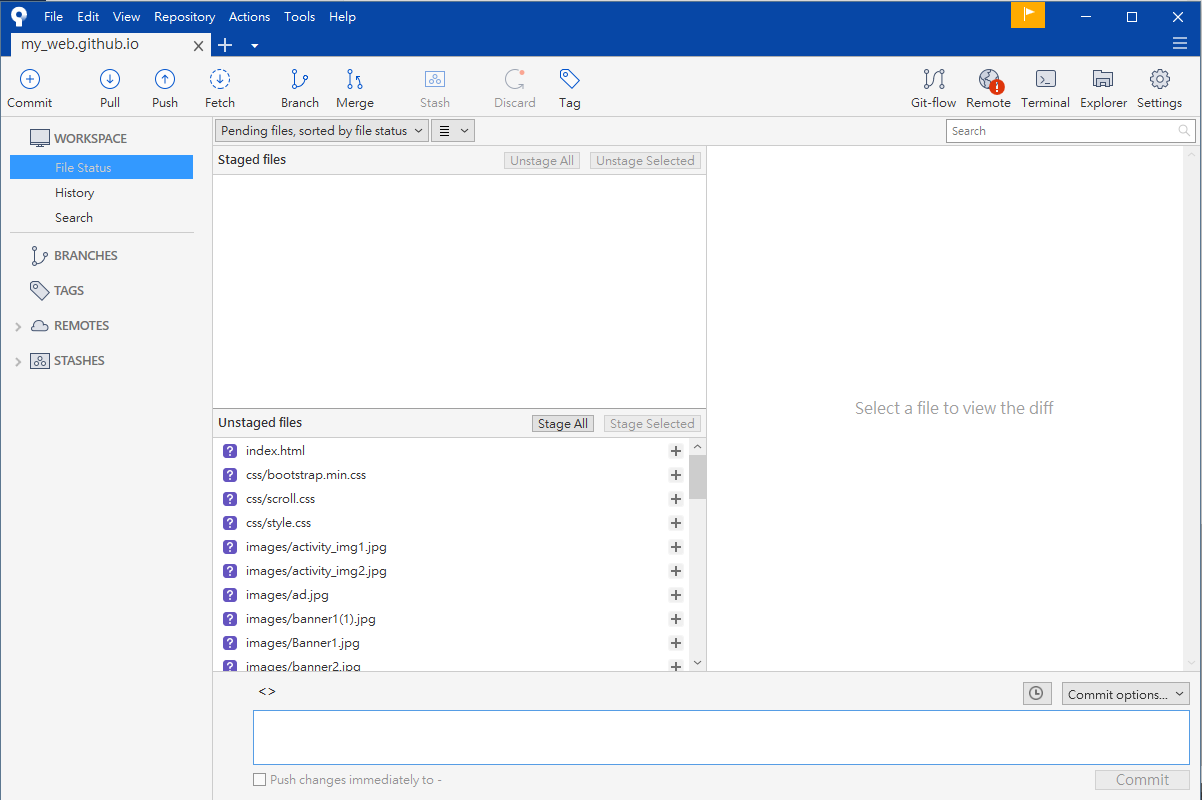 File Edit View Repository Actions Tools Help
my_web.github.io
Commit Pull Push Fetch Branch Merge Stash Discard Tag Git-flow Remote Terminal Explorer Settings
WORKSPACE
File Status
History
Search
BRANCHES
TAGS
REMOTES
STASHES
Pending files, sorted by file status
Search
Staged files Unstage All Unstage Selected
Select a file to view the diff
Unstaged files Stage All Stage Selected
index.html
css/bootstrap.min.css
css/scroll.css
css/style.css
images/activity_img1.jpg
images/activity_img2.jpg
images/ad.jpg
images/banner1(1).jpg
images/Banner1.jpg
images/banner2.jpg
<>
Commit options...
Push changes immediately to -
Commit